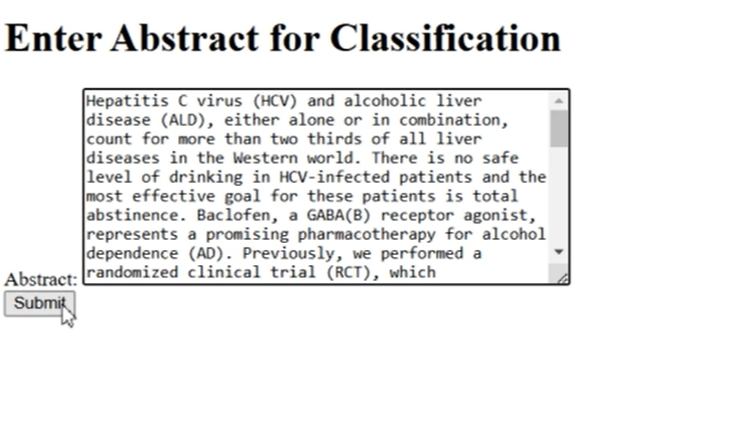 Enter Abstract for Classification
Hepatitis C virus (HCV) and alcoholic liver
disease (ALD), either alone or in combination,
count for more than two thirds of all liver
diseases in the Western world. There is no safe
level of drinking in HCV-infected patients and the
most effective goal for these patients is total
abstinence. Baclofen, a GABA(B) receptor agonist,
represents a promising pharmacotherapy for alcohol
dependence (AD). Previously, we performed a
randomized clinical trial (RCT), which
Abstract:
Submit